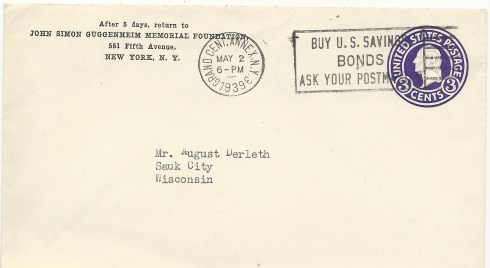 After 5 days, return to
JOHN SIMON GUGGENHEIM MEMORIAL FOUNDATION
551 Fifth Avenue,
NEW YORK, N. Y.
GRAND CENT. ANNEX. N.Y.
MAY 2
6-PM
1939
BUY U.S. SAVINGS
BONDS
ASK YOUR POSTM
UNITED STATES POSTAGE
3 CENTS 3
Mr. August Derleth
Sauk City
Wisconsin